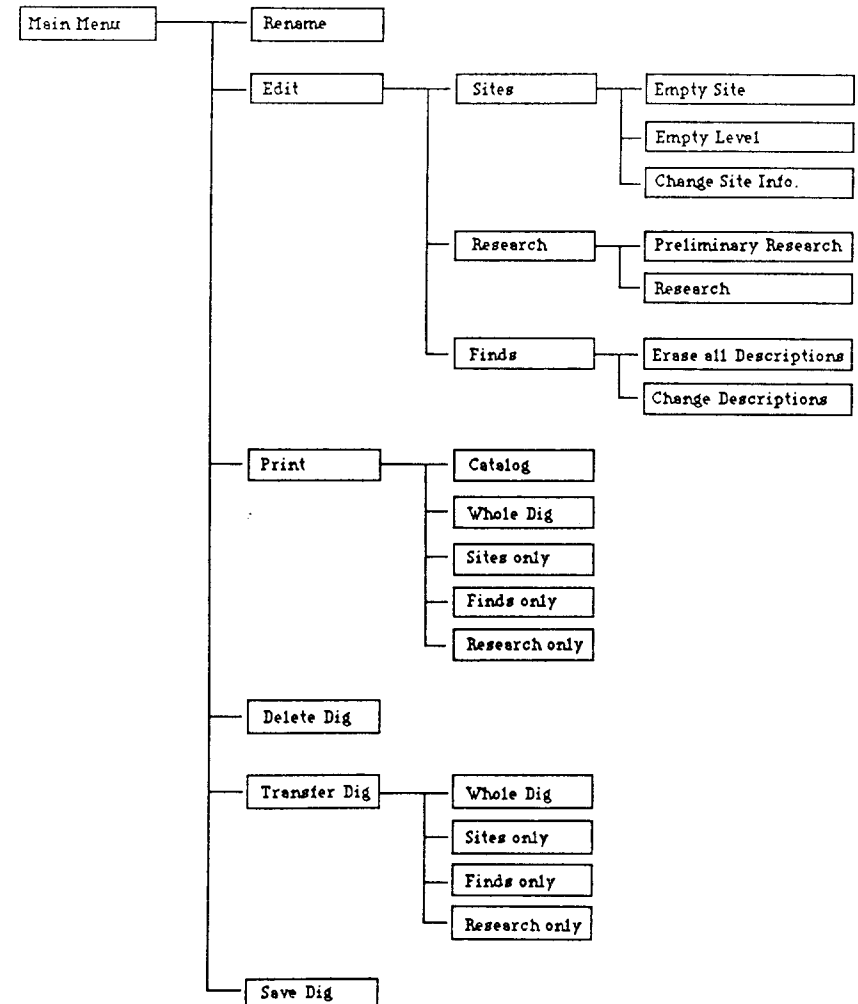 Main Menu
Rename
Edit
Sites
Empty Site
Empty Level
Change Site Info.
Research
Preliminary Research
Research
Finds
Erase all Descriptions
Change Descriptions
Print
Catalog
Whole Dig
Sites only
Finds only
Research only
Delete Dig
Transfer Dig
Whole Dig
Sites only
Finds only
Research only
Save Dig